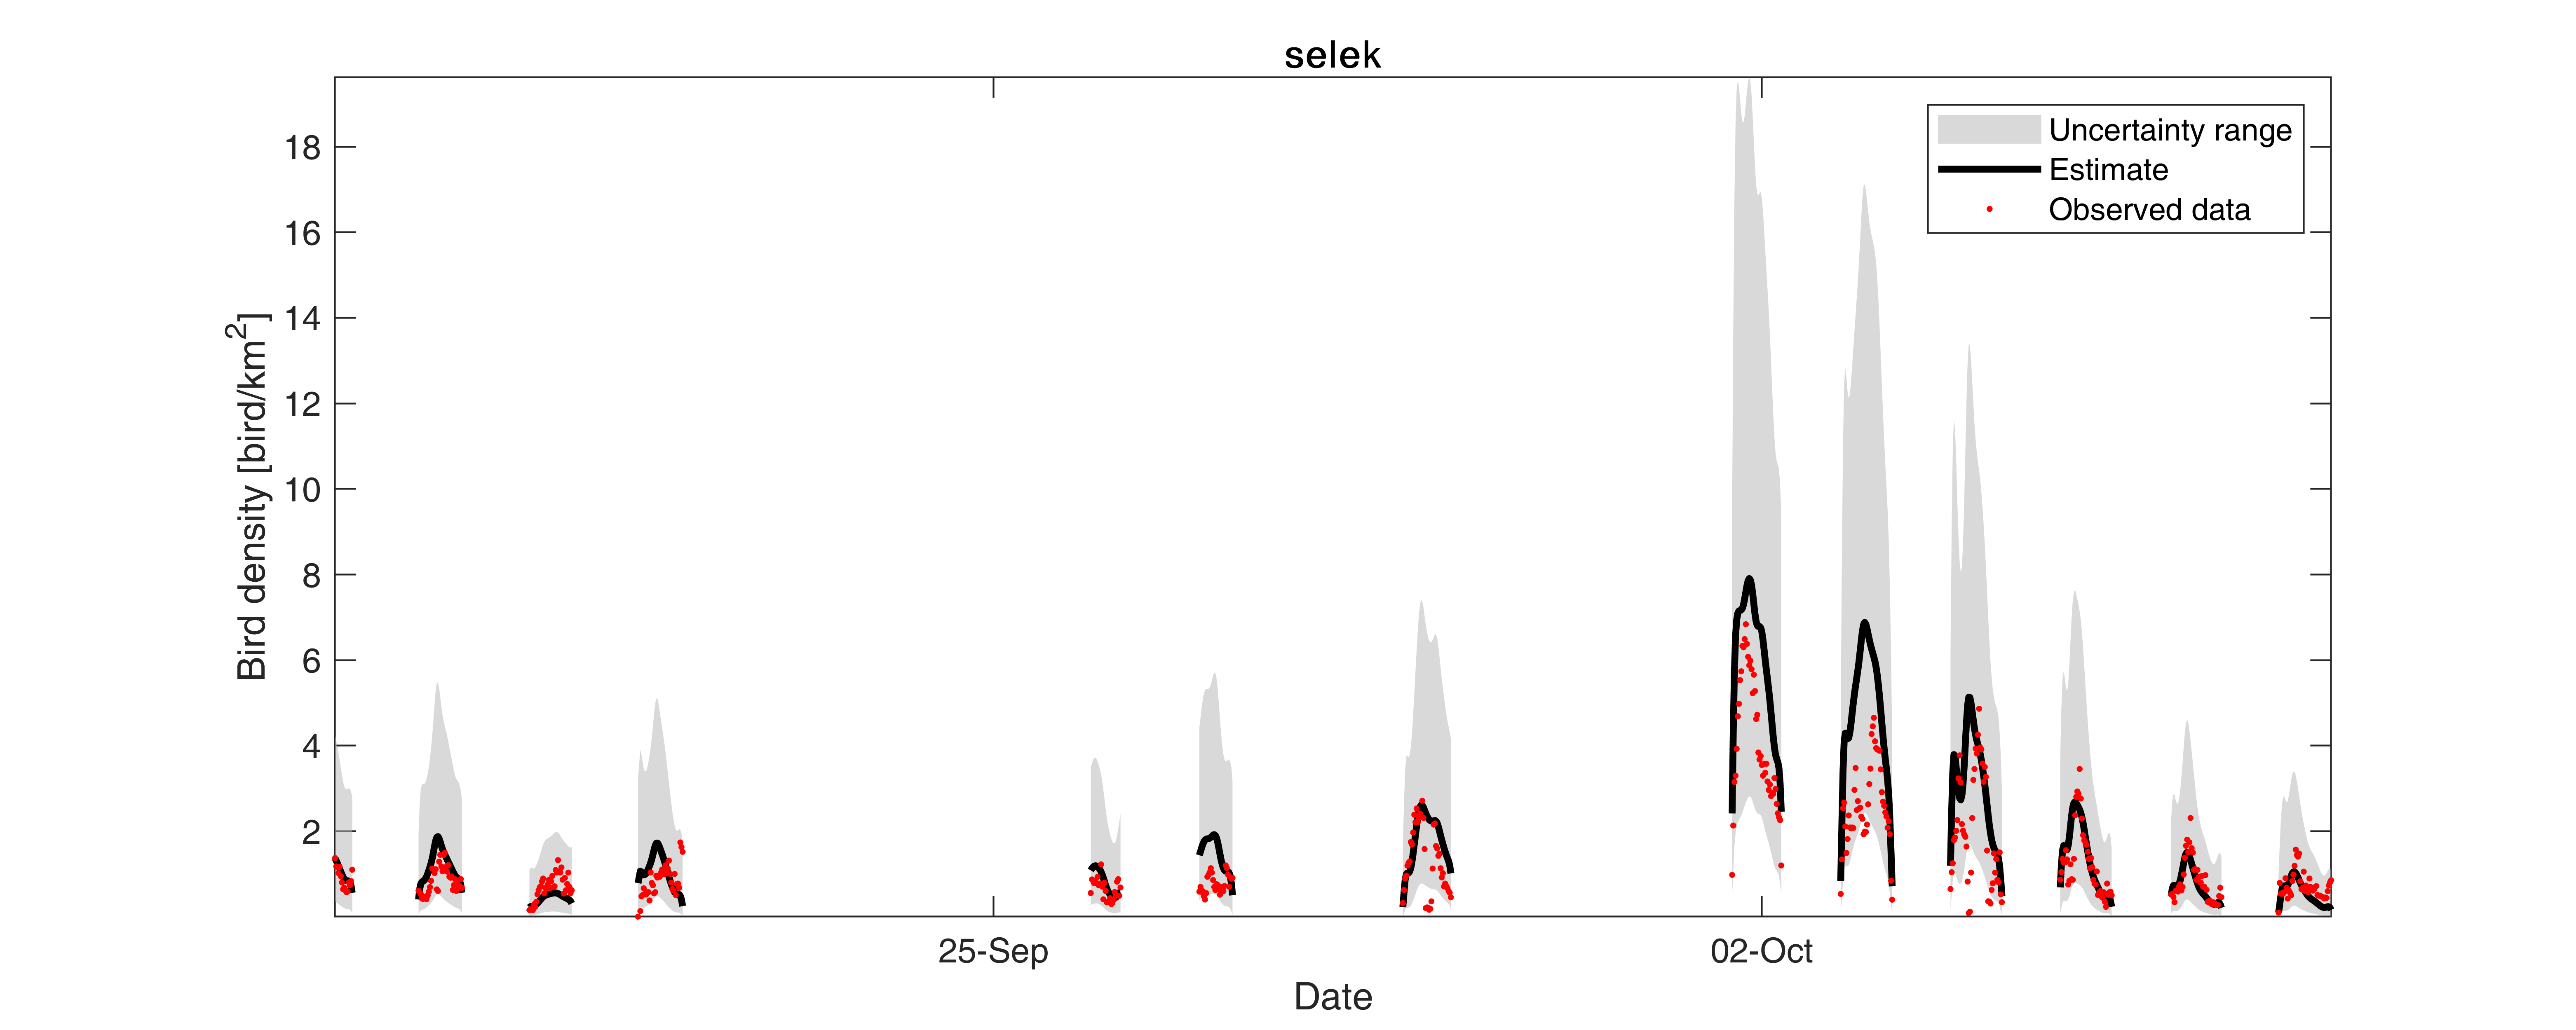 selek
Bird density [bird/km²]
18
16
14
12
10
8
6
4
2
Uncertainty range
Estimate
Observed data
25-Sep
02-Oct
Date